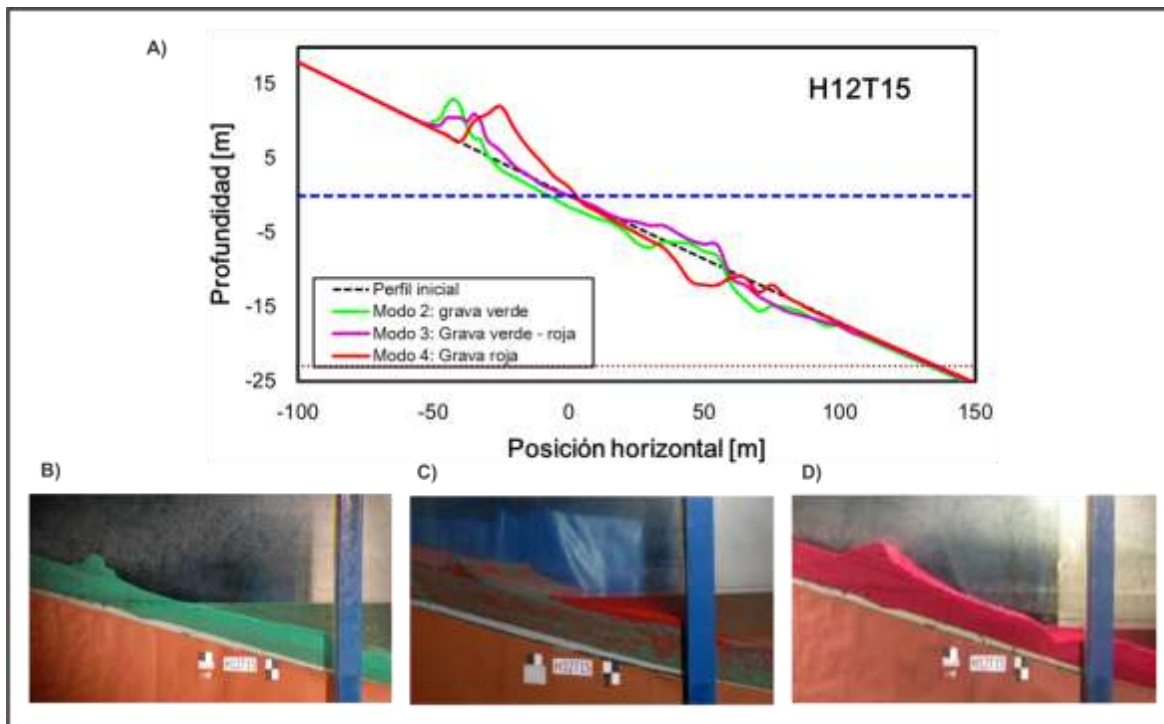 A)
H12T15
Profundidad [m]
15
5
-5
-15
-25
Perfil inicial
Modo 2: grava verde
Modo 3: Grava verde - roja
Modo 4: Grava roja
-100
-50
0
50
100
150
Posición horizontal [m]
B)
C)
D)
H12T15
H12T15
H12T15